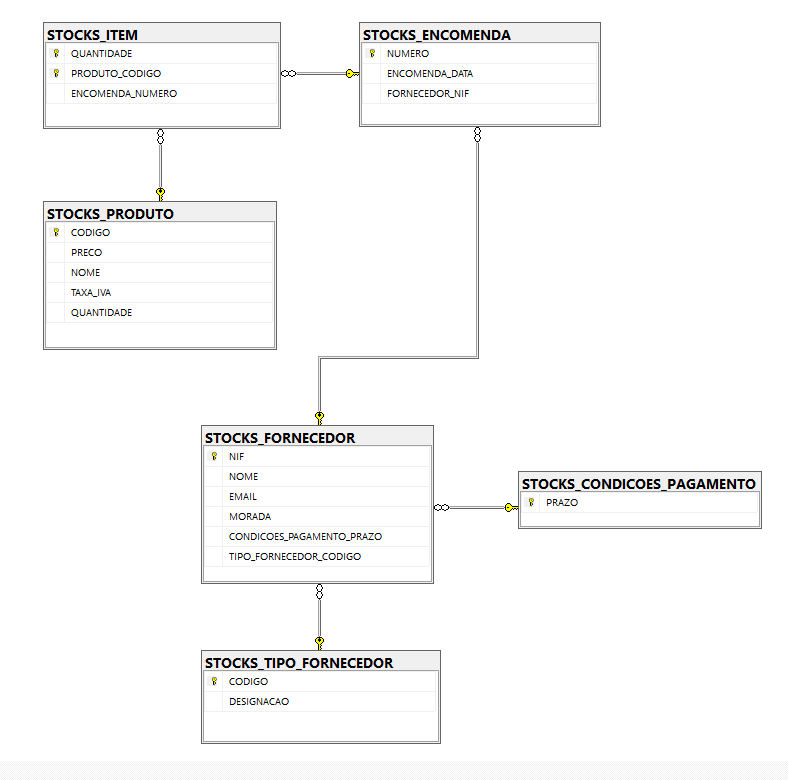 STOCKS_ITEM
QUANTIDADE
PRODUTO_CODIGO
ENCOMENDA_NUMERO
STOCKS_ENCOMENDA
NUMERO
ENCOMENDA_DATA
FORNECEDOR_NIF
STOCKS_PRODUTO
CODIGO
PRECO
NOME
TAXA_IVA
QUANTIDADE
STOCKS_FORNECEDOR
NIF
NOME
EMAIL
MORADA
CONDICOES_PAGAMENTO_PRAZO
TIPO_FORNECEDOR_CODIGO
STOCKS_CONDICOES_PAGAMENTO
PRAZO
STOCKS_TIPO_FORNECEDOR
CODIGO
DESIGNACAO